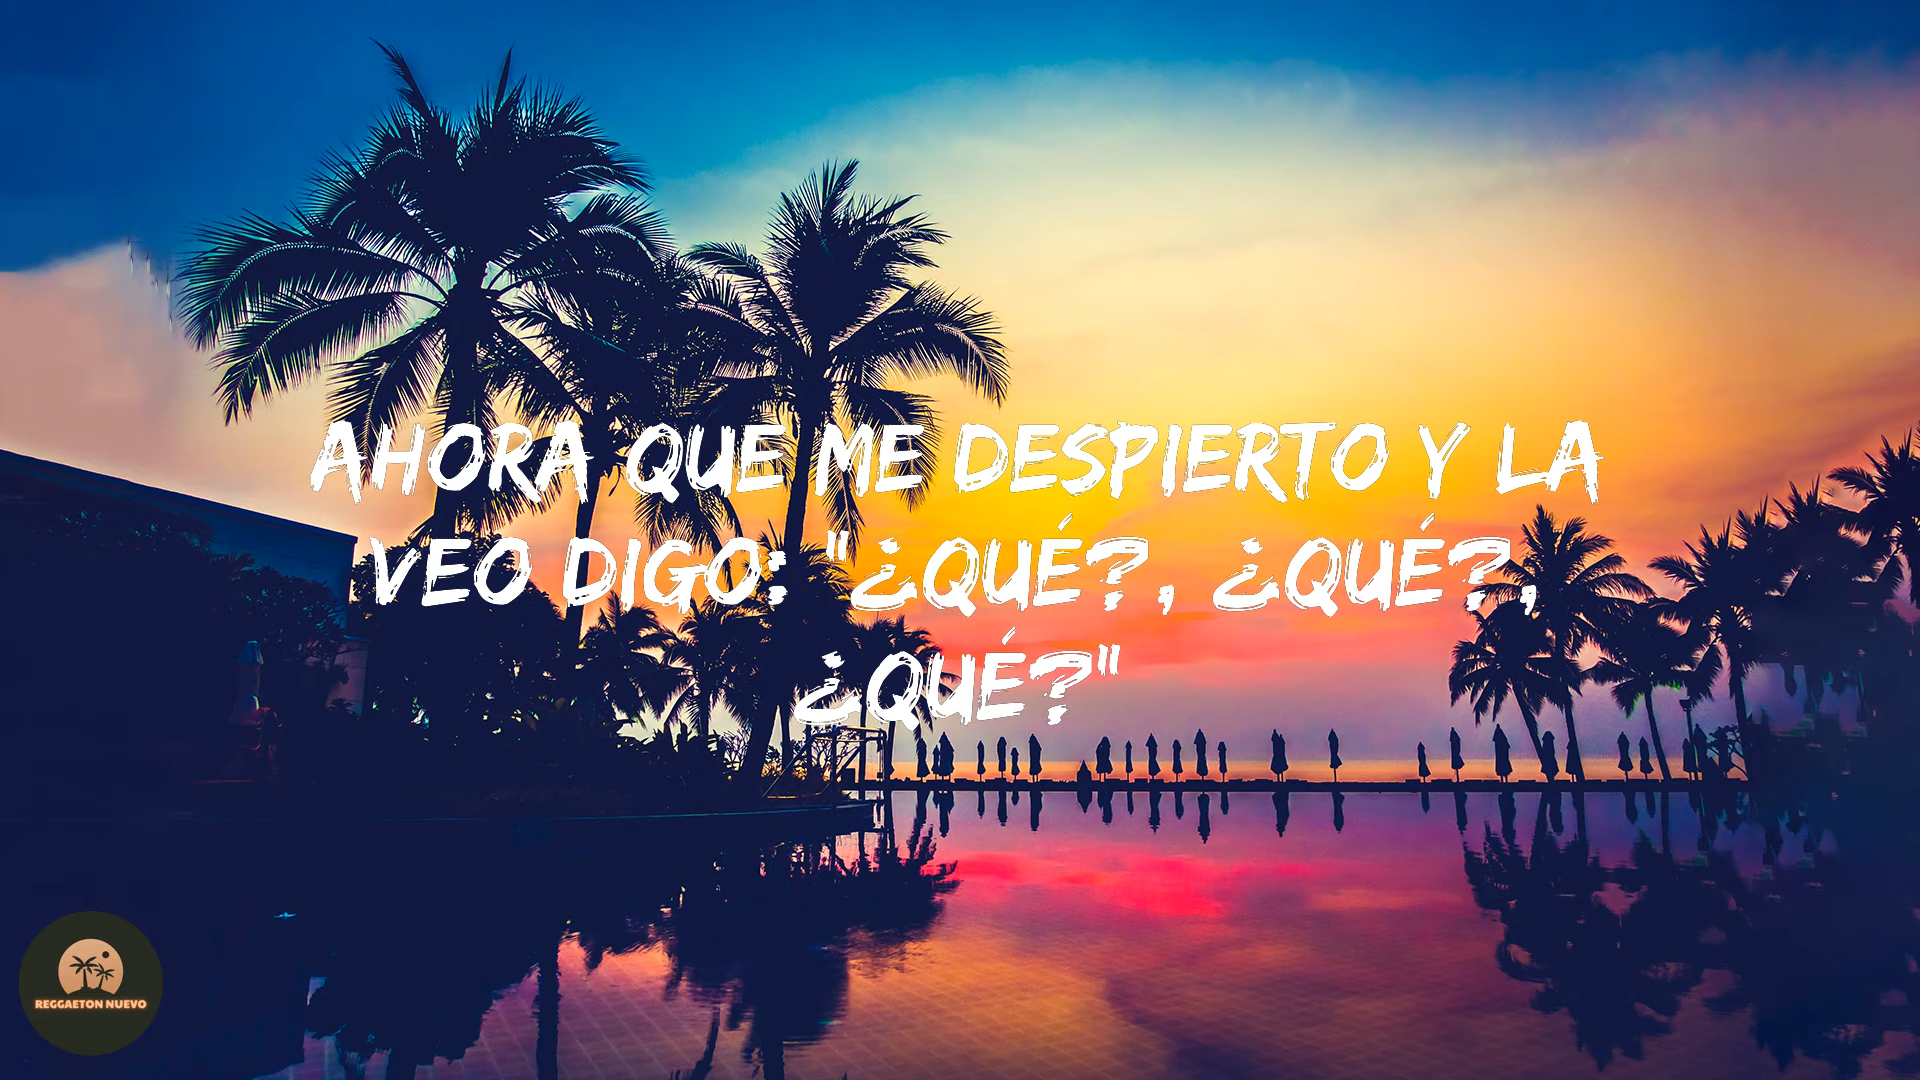 AHORA QUE ME DESPIERTO Y LA
VEO DIGO: "¿QUÉ?, ¿QUÉ?,
¿QUÉ?"
REGGAETON NUEVO